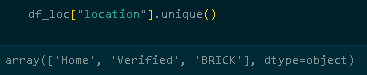 df_loc["location"].unique()
array(['Home', 'Verified', 'BRICK'], dtype=object)